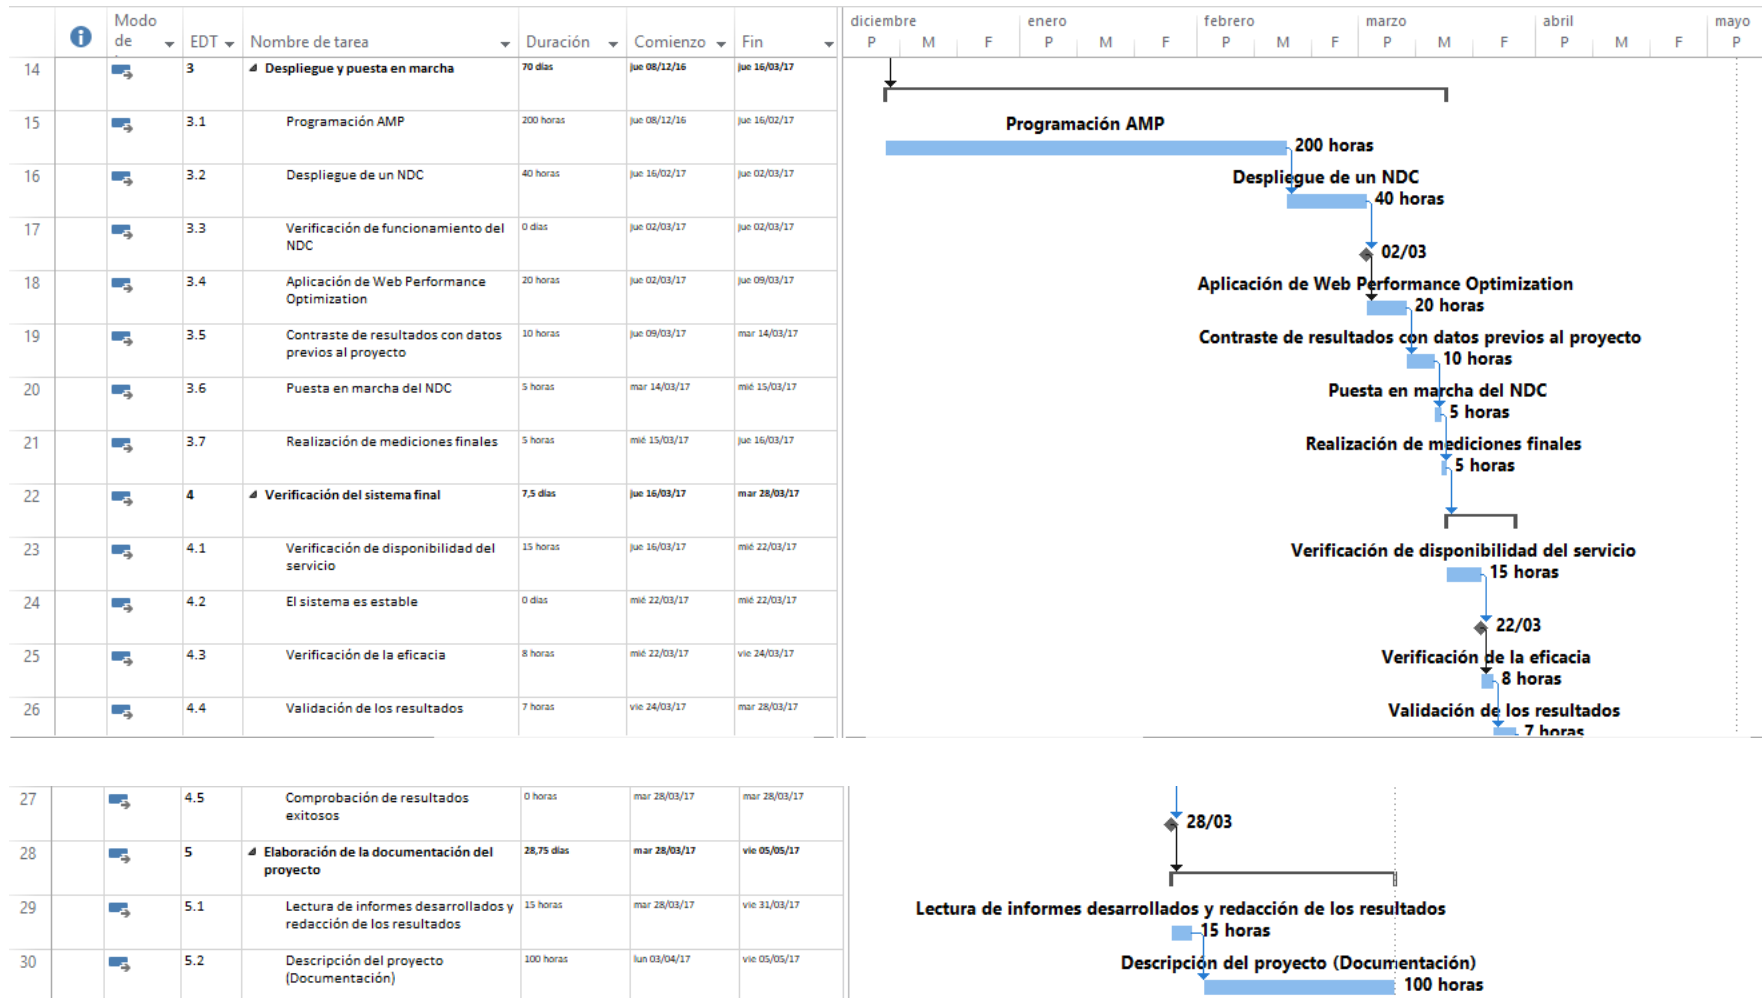 Modo de
EDT
Nombre de tarea
Duración
Comienzo
Fin
diciembre enero febrero marzo abril mayo
P M F P M F P M F P M F P M F P
14 3 Despliegue y puesta en marcha 70 días jue 08/12/16 jue 16/03/17
15 3.1 Programación AMP 200 horas jue 08/12/16 jue 16/02/17
Programación AMP
200 horas
16 3.2 Despliegue de un NDC 40 horas jue 16/02/17 jue 02/03/17
Despliegue de un NDC
40 horas
17 3.3 Verificación de funcionamiento del 0 días jue 02/03/17 jue 02/03/17
NDC
02/03
18 3.4 Aplicación de Web Performance 20 horas jue 02/03/17 jue 09/03/17
Optimization
Aplicación de Web Performance Optimization
20 horas
19 3.5 Contraste de resultados con datos 10 horas jue 09/03/17 mar 14/03/17
previos al proyecto
Contraste de resultados con datos previos al proyecto
10 horas
20 3.6 Puesta en marcha del NDC 5 horas mar 14/03/17 mié 15/03/17
Puesta en marcha del NDC
5 horas
21 3.7 Realización de mediciones finales 5 horas mié 15/03/17 jue 16/03/17
Realización de mediciones finales
5 horas
22 4 Verificación del sistema final 7,5 días jue 16/03/17 mar 28/03/17
23 4.1 Verificación de disponibilidad del 15 horas jue 16/03/17 mié 22/03/17
servicio
Verificación de disponibilidad del servicio
15 horas
24 4.2 El sistema es estable 0 días mié 22/03/17 mié 22/03/17
22/03
25 4.3 Verificación de la eficacia 8 horas mié 22/03/17 vie 24/03/17
Verificación de la eficacia
8 horas
26 4.4 Validación de los resultados 7 horas vie 24/03/17 mar 28/03/17
Validación de los resultados
7 horas
27 4.5 Comprobación de resultados 0 horas mar 28/03/17 mar 28/03/17
exitosos
28/03
28 5 Elaboración de la documentación del 28,75 días mar 28/03/17 vie 05/05/17
proyecto
29 5.1 Lectura de informes desarrollados y 15 horas mar 28/03/17 vie 31/03/17
redacción de los resultados
Lectura de informes desarrollados y redacción de los resultados
15 horas
30 5.2 Descripción del proyecto 100 horas lun 03/04/17 vie 05/05/17
(Documentación)
Descripción del proyecto (Documentación)
100 horas